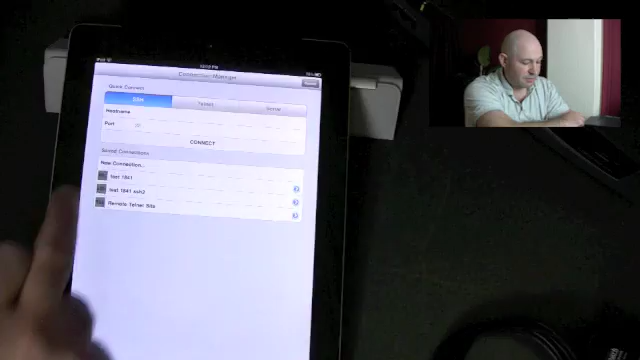 Connection Manager
Quick Connect
SSH
Telnet
Serial
Hostname
Port
CONNECT
Saved Connections
New Connection...
test 1841
test 1841 ssh2
Remote Telnet Site